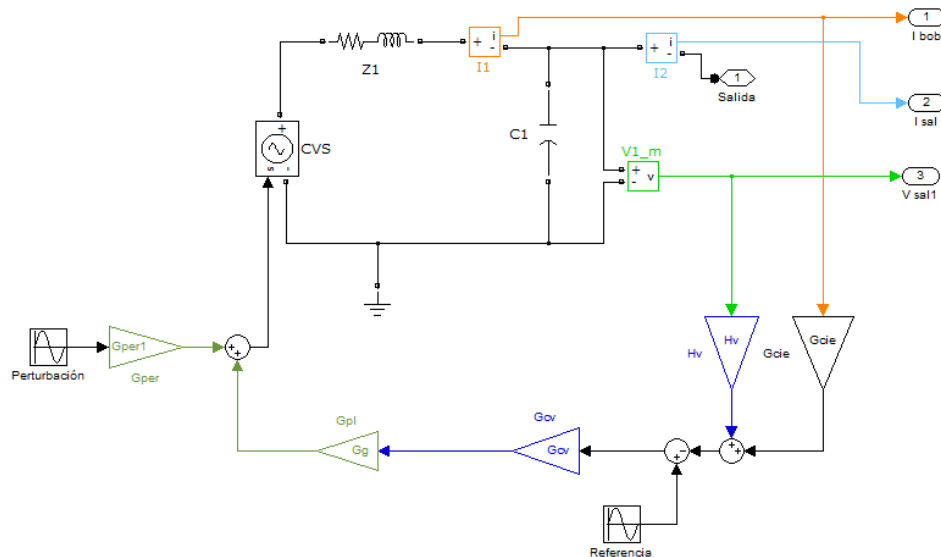 1
I bob
i
+
-
I1
Z1
i
+
-
I2
1
Salida
2
I sal
+
s
-
CVS
C1
V1_m
+
-
v
3
V sal1
Perturbación
Gper1
Gper
+
+
Hv
Hv
Gcie
Gcie
Gpl
Gg
Gcv
Gcv
-
+
+
+
Referencia